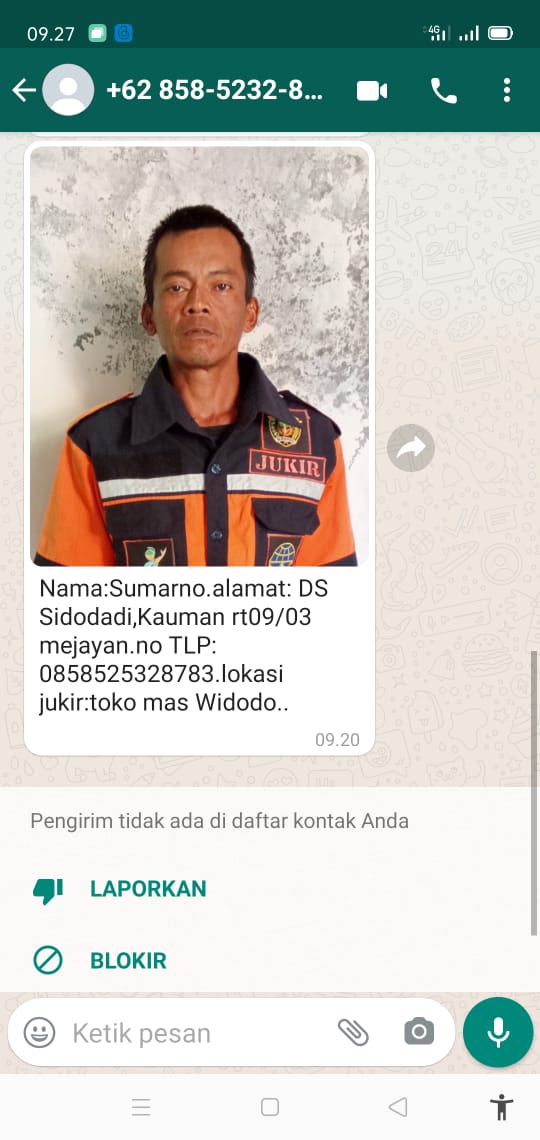 09.27
4G
+62 858-5232-8...
JUKIR
Nama:Sumarno.alamat: DS
Sidodadi,Kauman rt09/03
mejayan.no TLP:
0858525328783.lokasi
jukir:toko mas Widodo..
09.20
Pengirim tidak ada di daftar kontak Anda
LAPORKAN
BLOKIR
Ketik pesan